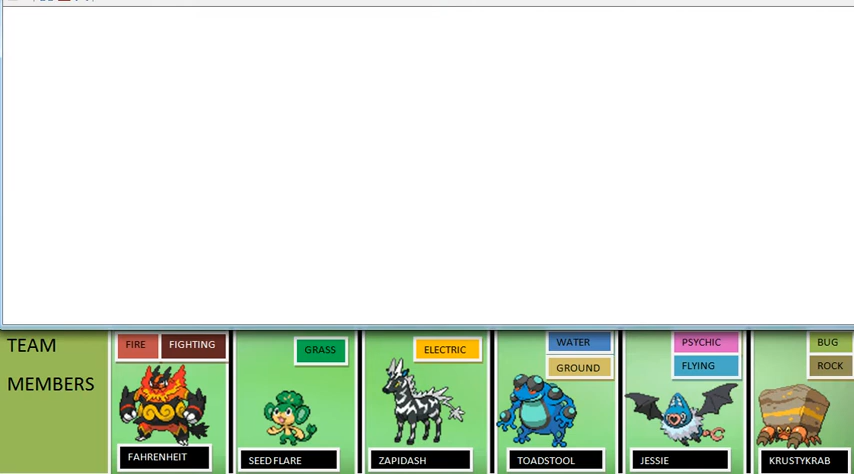 TEAM
MEMBERS
FIRE
FIGHTING
FAHRENHEIT
GRASS
SEED FLARE
ELECTRIC
ZAPIDASH
WATER
GROUND
TOADSTOOL
PSYCHIC
FLYING
JESSIE
BUG
ROCK
KRUSTYKRAB